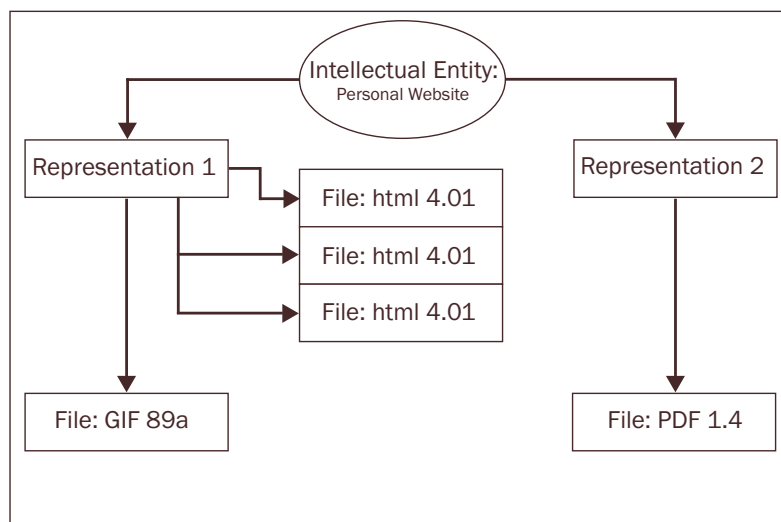 Intellectual Entity:
Personal Website
Representation 1
Representation 2
File: html 4.01
File: html 4.01
File: html 4.01
File: GIF 89a
File: PDF 1.4